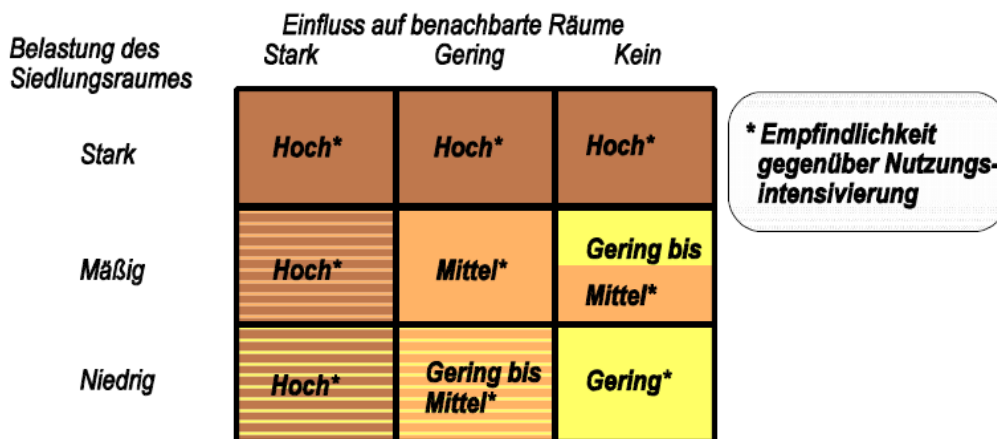 Einfluss auf benachbarte Räume
Belastung des
Siedlungsraumes
Stark Gering Kein
Stark Hoch* Hoch* Hoch*
* Empfindlichkeit
gegenüber Nutzungs-
intensivierung
Mäßig Hoch* Mittel* Gering bis
Mittel*
Niedrig Hoch* Gering bis
Mittel* Gering*